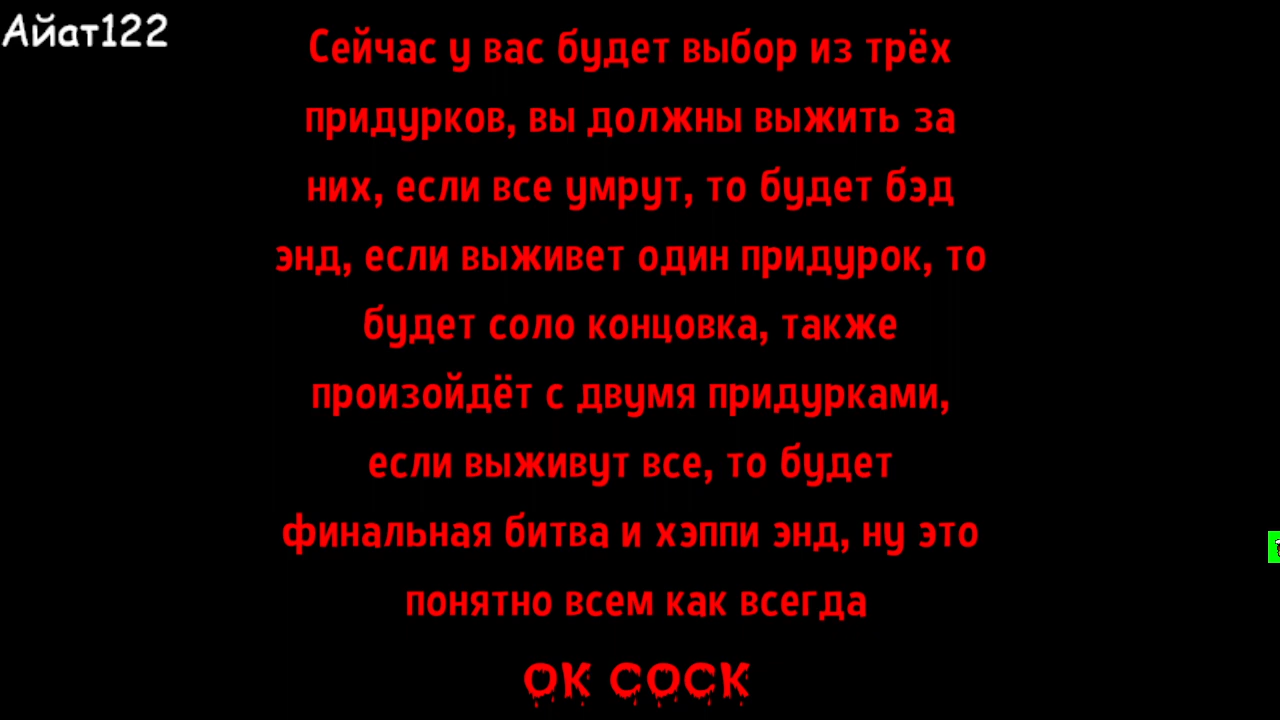 Айат122
Сейчас у вас будет выбор из трёх
придурков, вы должны выжить за
них, если все умрут, то будет бэд
энд, если выживет один придурок, то
будет соло концовка, также
произойдёт с двумя придурками,
если выживут все, то будет
финальная битва и хэппи энд, ну это
понятно всем как всегда
OK COCK